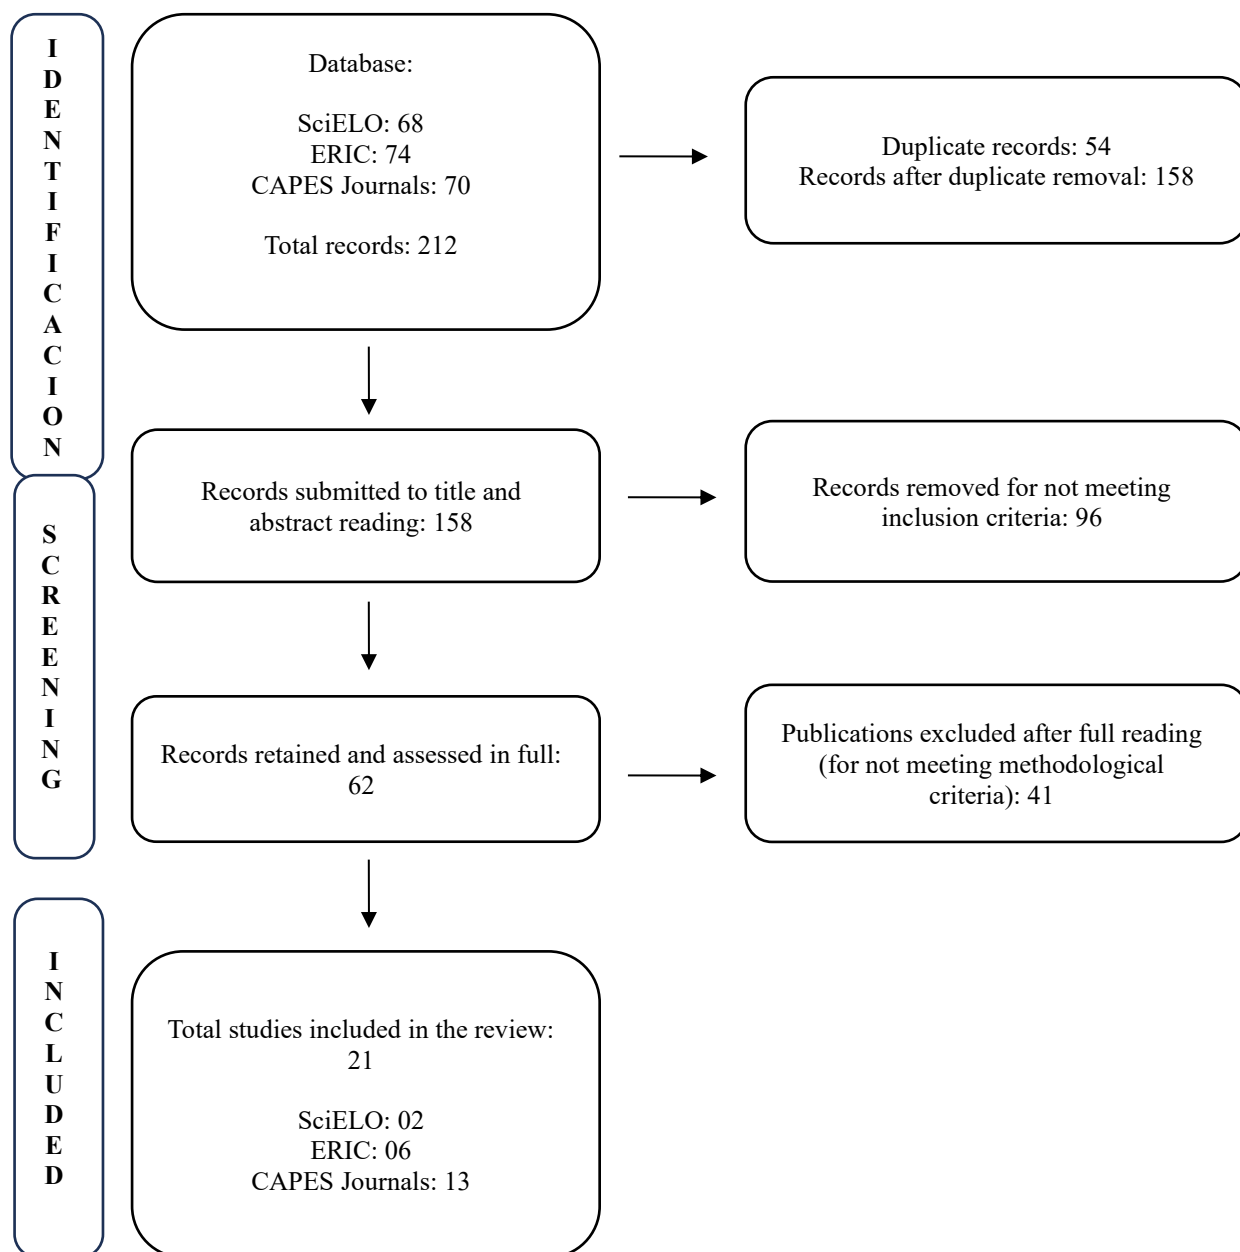 IDENTIFICACION
Database:
SciELO: 68
ERIC: 74
CAPES Journals: 70
Total records: 212
Duplicate records: 54
Records after duplicate removal: 158
SCREENING
Records submitted to title and
abstract reading: 158
Records removed for not meeting
inclusion criteria: 96
Records retained and assessed in full:
62
Publications excluded after full reading
(for not meeting methodological
criteria): 41
INCLUDED
Total studies included in the review:
21
SciELO: 02
ERIC: 06
CAPES Journals: 13